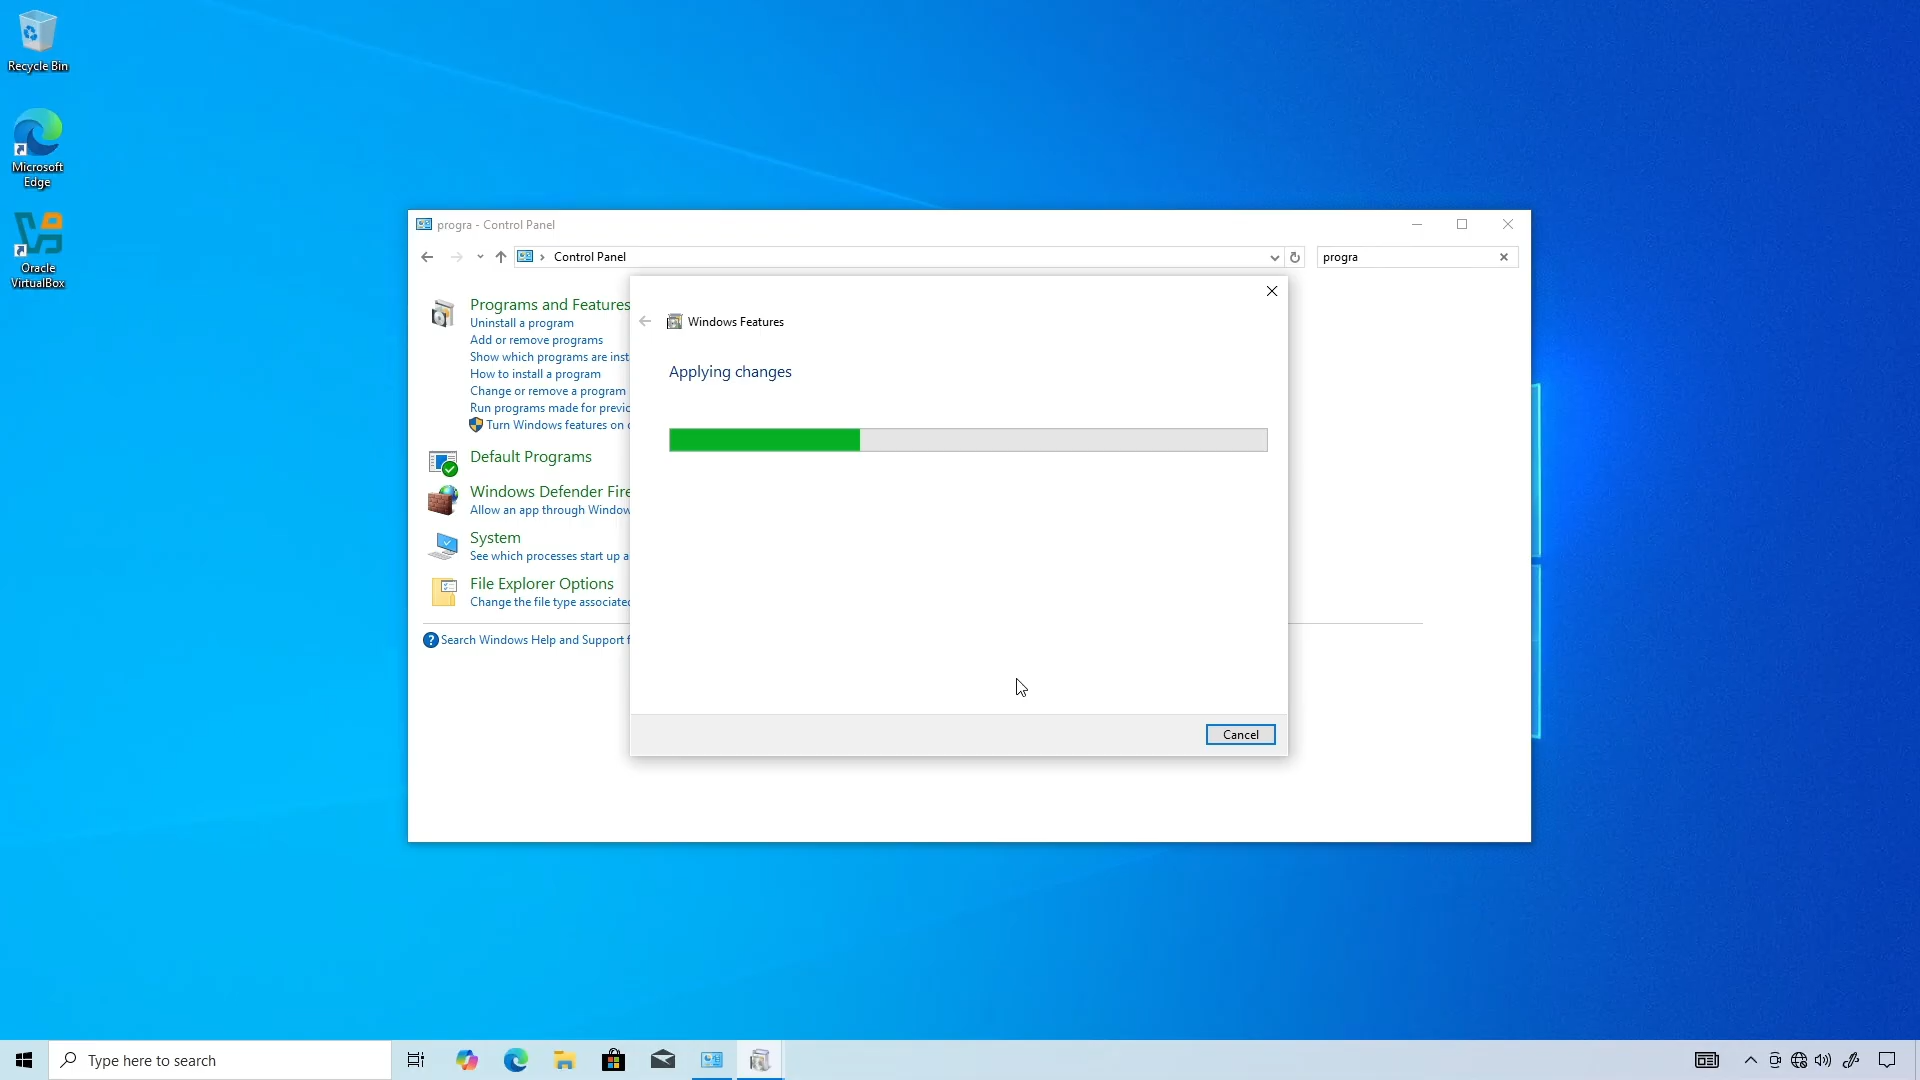 Recycle Bin
Microsoft
Edge
Oracle
VirtualBox
progra - Control Panel
Control Panel
progra
Programs and Features
Uninstall a program
Add or remove programs
Show which programs are inst
How to install a program
Change or remove a program
Run programs made for previo
Turn Windows features on o
Default Programs
Windows Defender Fire
Allow an app through Window
System
See which processes start up a
File Explorer Options
Change the file type associated
Search Windows Help and Support f
Windows Features
Applying changes
Cancel
Type here to search